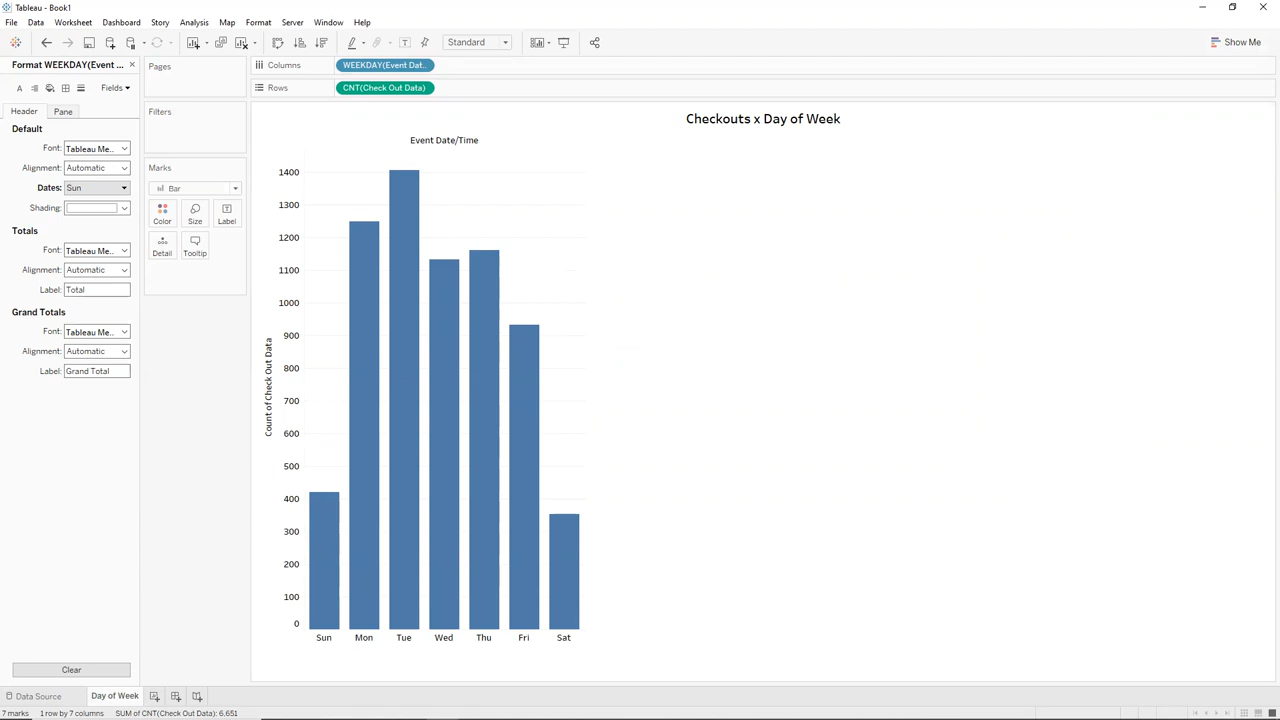 Tableau - Book1
File Data Worksheet Dashboard Story Analysis Map Format Server Window Help
Standard
Show Me
Format WEEKDAY(Event ...
Fields
Header Pane
Default
Font: Tableau Me..
Alignment: Automatic
Dates: Sun
Shading:
Totals
Font: Tableau Me..
Alignment: Automatic
Label: Total
Grand Totals
Font: Tableau Me..
Alignment: Automatic
Label: Grand Total
Clear
Pages
Filters
Marks
Bar
Color Size Label
Detail Tooltip
Columns WEEKDAY(Event Dat..
Rows CNT(Check Out Data)
Checkouts x Day of Week
Event Date/Time
Count of Check Out Data
1400
1300
1200
1100
1000
900
800
700
600
500
400
300
200
100
0
Sun Mon Tue Wed Thu Fri Sat
Data Source Day of Week
7 marks 1 row by 7 columns SUM of CNT(Check Out Data): 6.651